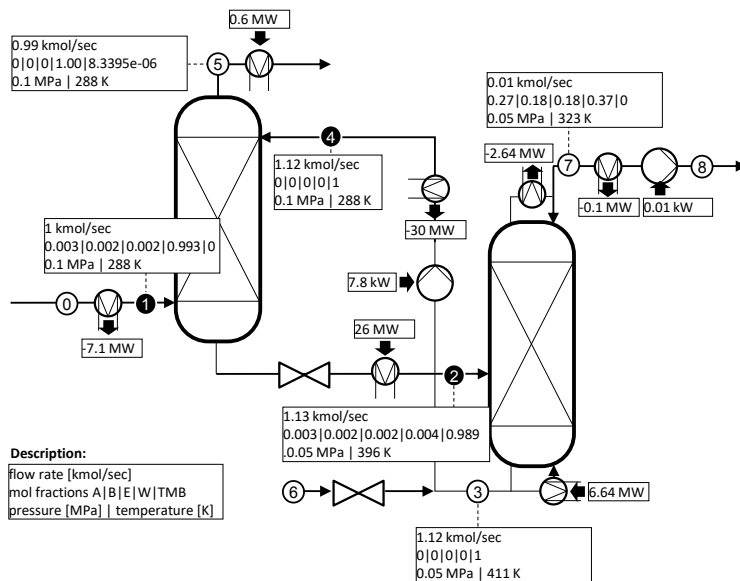 0.6 MW
0.99 kmol/sec
0|0|0|1.00|8.3395e-06
0.1 MPa | 288 K
5
0.01 kmol/sec
0.27|0.18|0.18|0.37|0
0.05 MPa | 323 K
4
1.12 kmol/sec
0|0|0|0|1
0.1 MPa | 288 K
-2.64 MW
7
8
-0.1 MW
0.01 kW
1 kmol/sec
0.003|0.002|0.002|0.993|0
0.1 MPa | 288 K
-30 MW
7.8 kW
0
1
-7.1 MW
26 MW
2
1.13 kmol/sec
0.003|0.002|0.002|0.004|0.989
.0.05 MPa | 396 K
Description:
flow rate [kmol/sec]
mol fractions A|B|E|W|TMB
pressure [MPa] | temperature [K]
6
3
6.64 MW
1.12 kmol/sec
0|0|0|0|1
0.05 MPa | 411 K